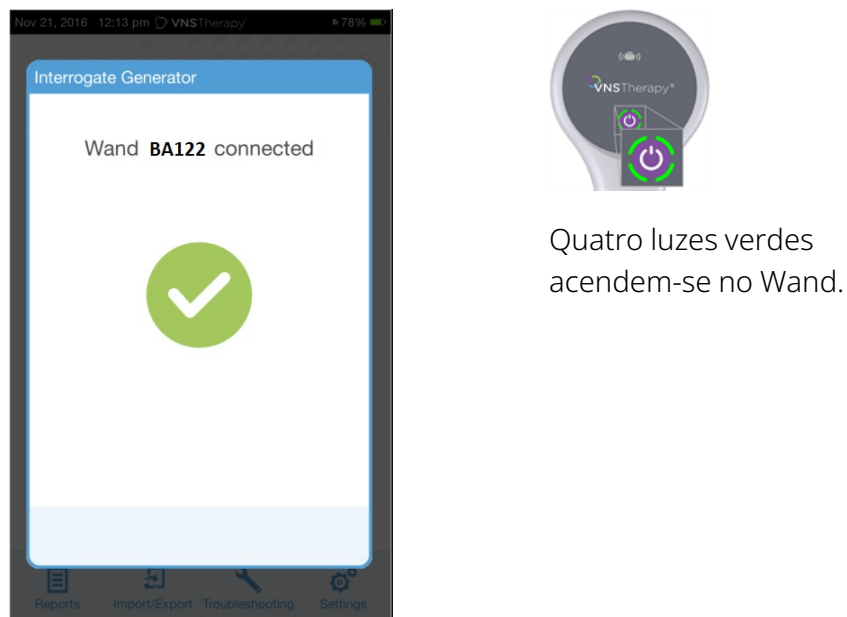 Nov 21, 2016 12:13 pm VNSTherapy 78%
Interrogate Generator
Wand BA122 connected
Reports Import/Export Troubleshooting Settings
VNSTherapy®
Quatro luzes verdes
acendem-se no Wand.